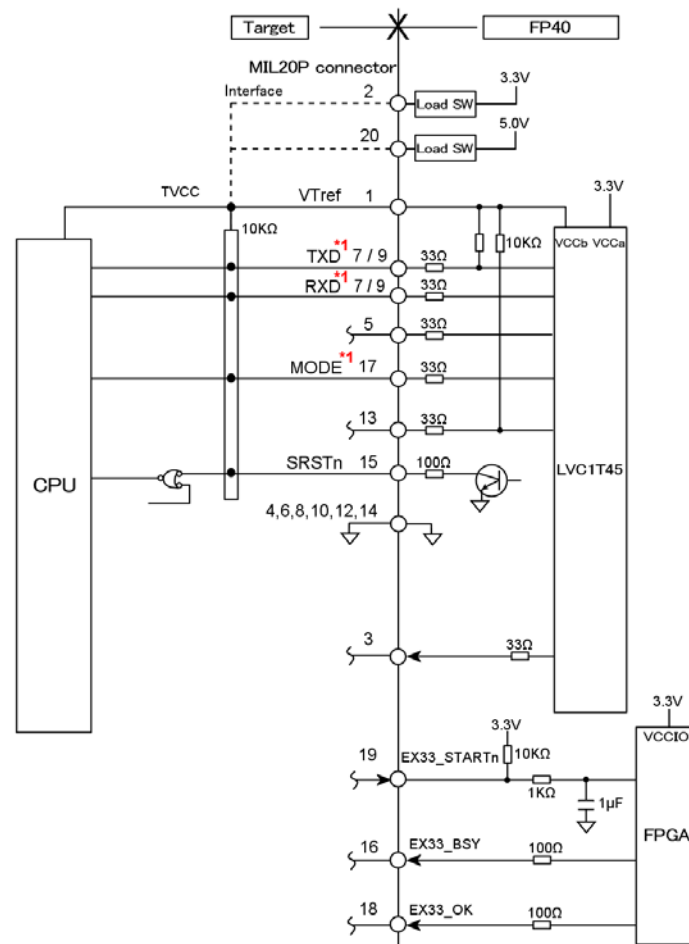 Target
FP40
MIL20P connector
Interface
2
Load SW
3.3V
20
Load SW
5.0V
TVCC
VTref
1
3.3V
10KΩ
10KΩ
VCCb VCCa
TXD*1 7 / 9
33Ω
RXD*1 7 / 9
33Ω
5
33Ω
MODE*1 17
33Ω
13
33Ω
LVC1T45
CPU
SRSTn 15
100Ω
4,6,8,10,12,14
3
33Ω
3.3V
3.3V
VCCIO
19
EX33_STARTn
10KΩ
1KΩ
1μF
FPGA
16
EX33_BSY
100Ω
18
EX33_OK
100Ω